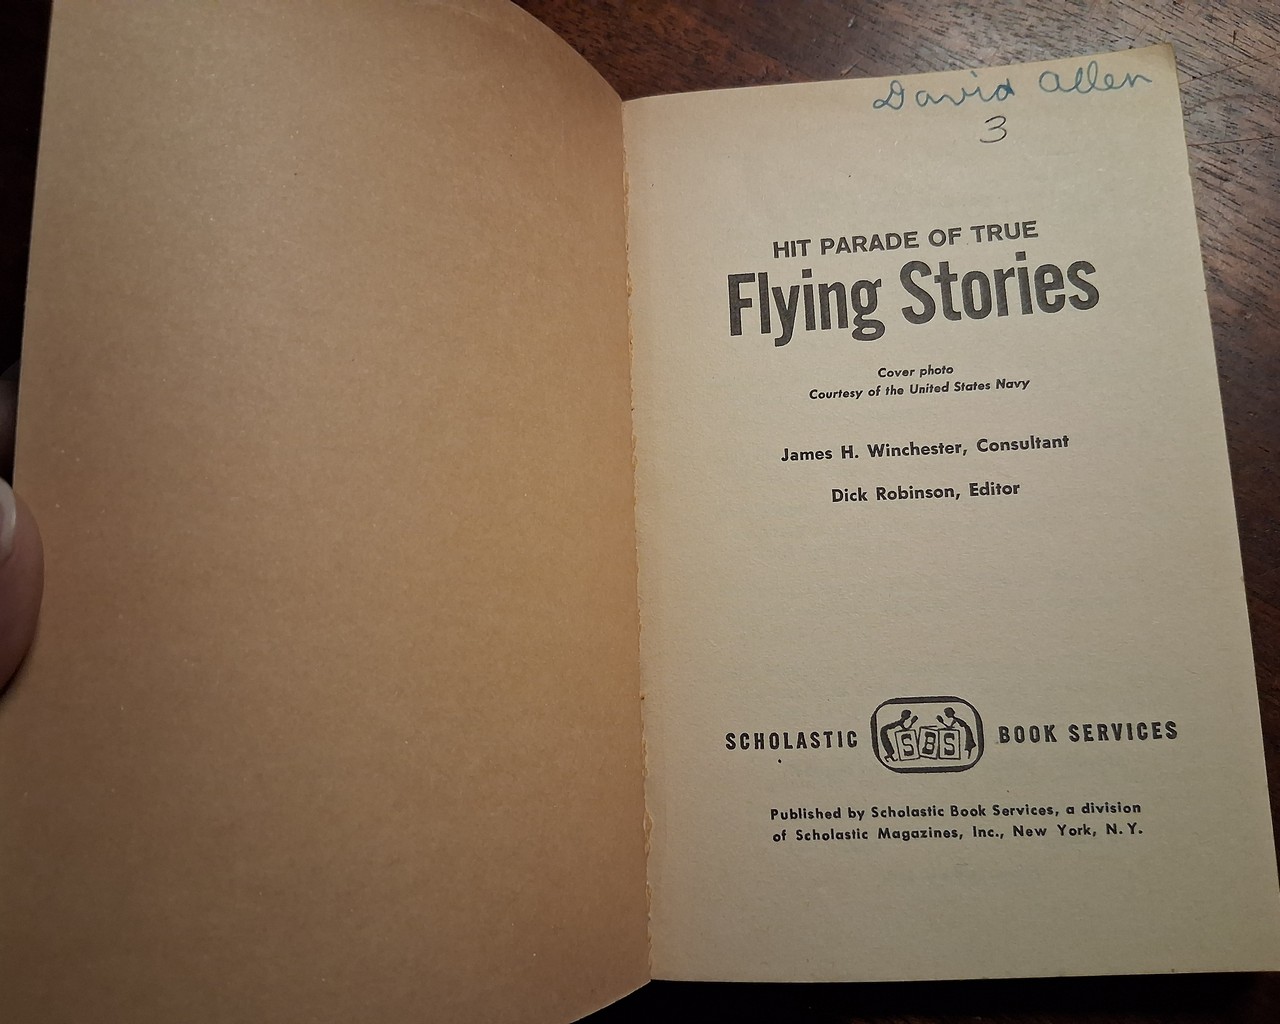 David Allen
3
HIT PARADE OF TRUE
Flying Stories
Cover photo
Courtesy of the United States Navy
James H. Winchester, Consultant
Dick Robinson, Editor
SCHOLASTIC SBS BOOK SERVICES
Published by Scholastic Book Services, a division
of Scholastic Magazines, Inc., New York, N.Y.